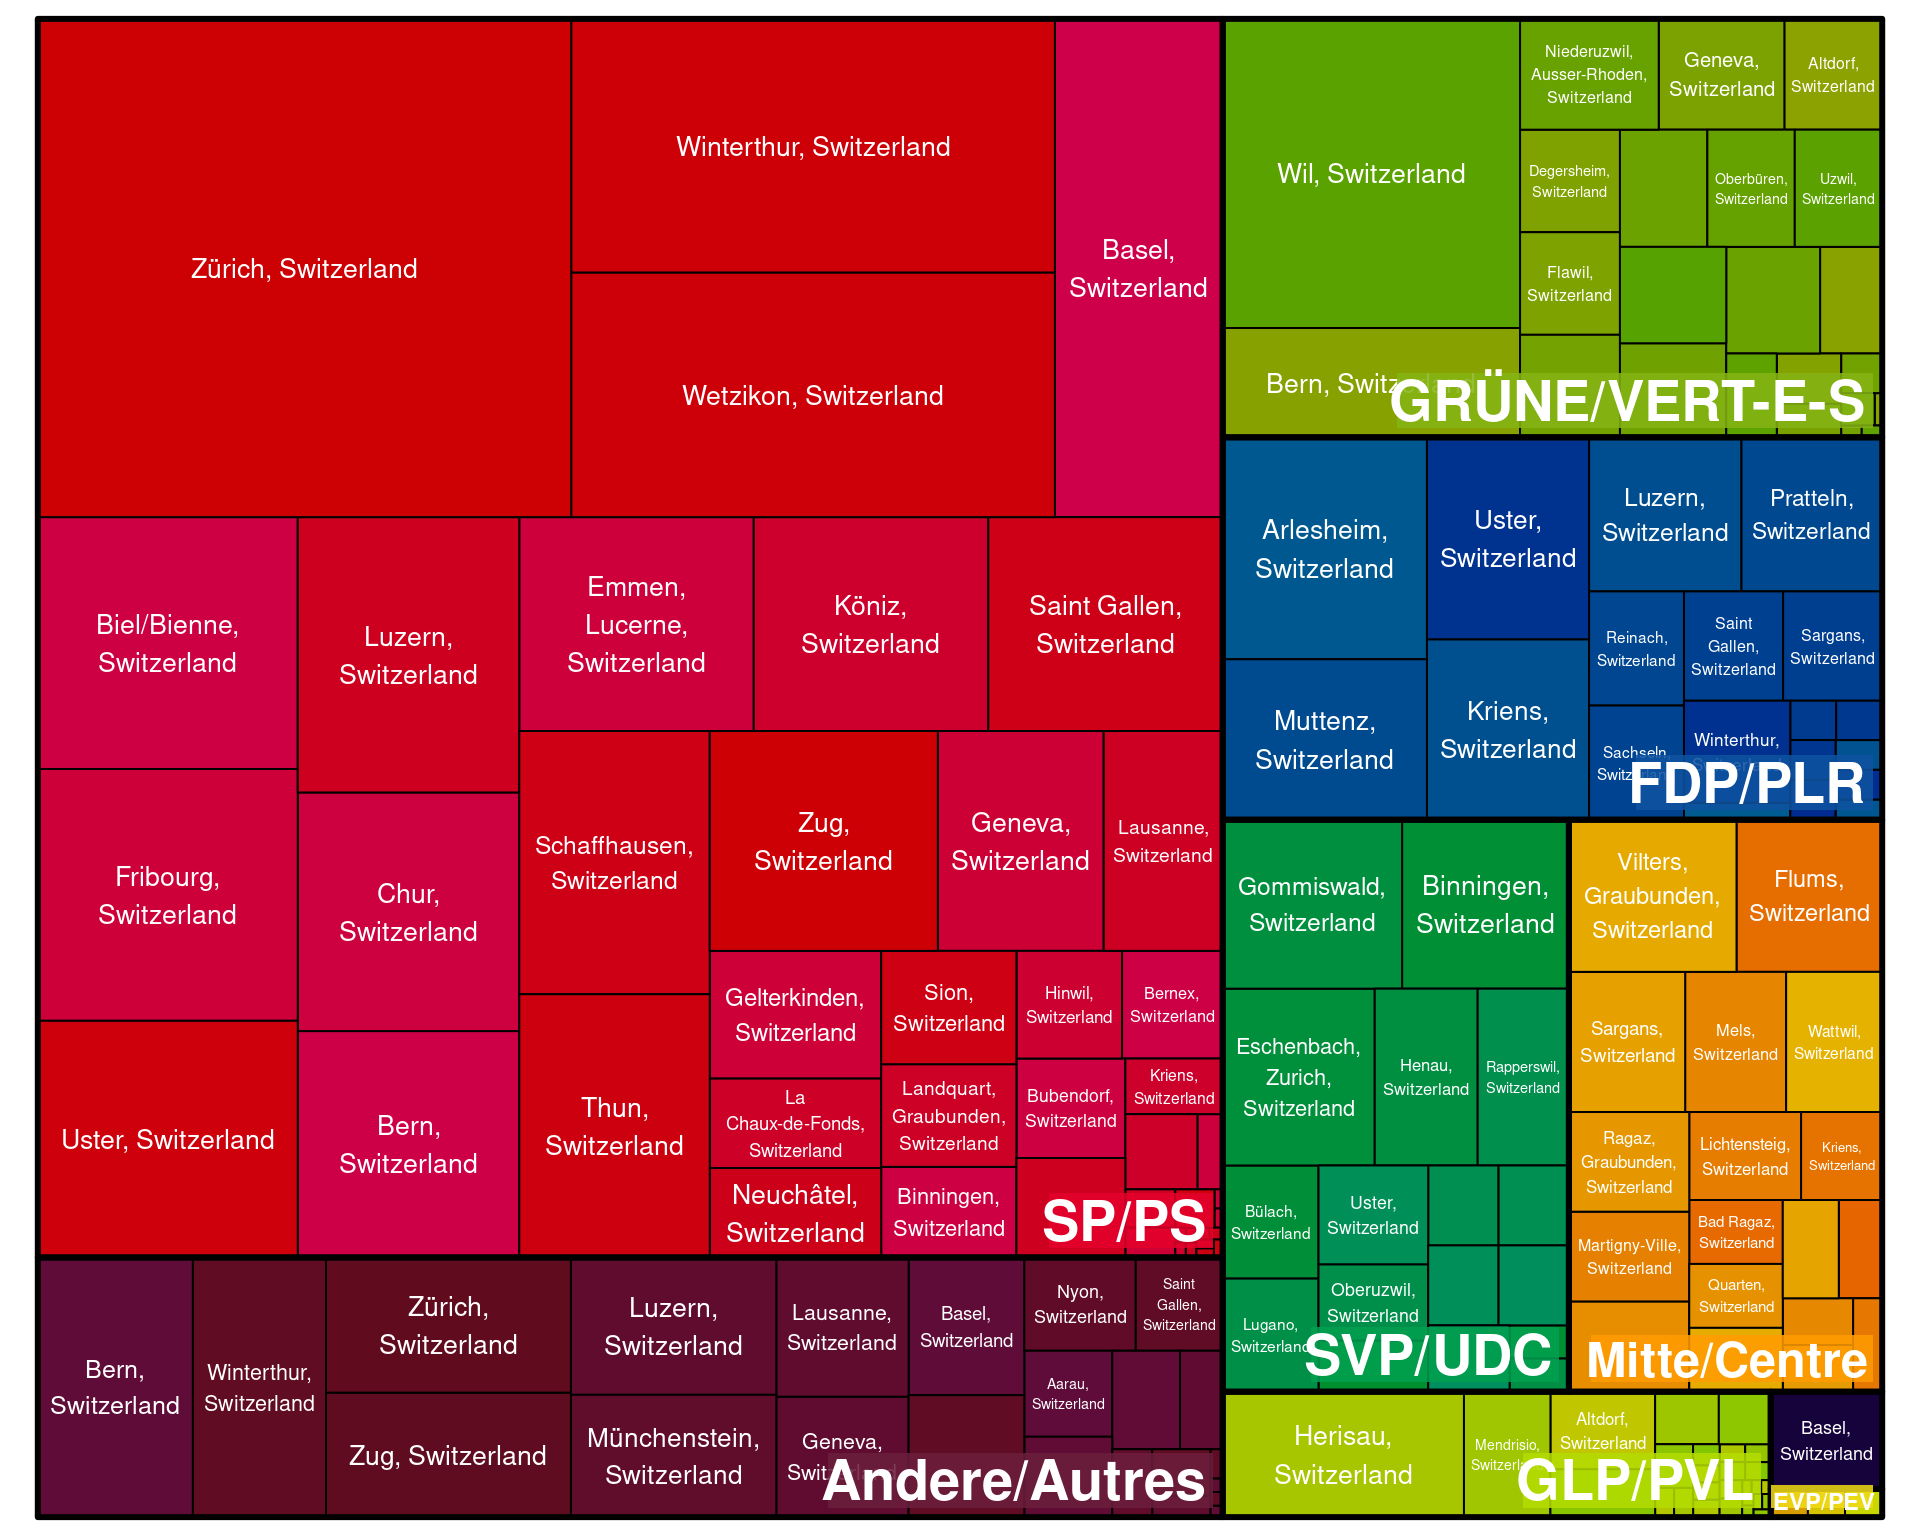 Zürich, Switzerland
Winterthur, Switzerland
Wetzikon, Switzerland
Basel,
Switzerland
Biel/Bienne,
Switzerland
Fribourg,
Switzerland
Uster, Switzerland
Luzern,
Switzerland
Chur,
Switzerland
Bern,
Switzerland
Emmen,
Lucerne,
Switzerland
Köniz,
Switzerland
Saint Gallen,
Switzerland
Schaffhausen,
Switzerland
Thun,
Switzerland
Zug,
Switzerland
Geneva,
Switzerland
Lausanne,
Switzerland
Gelterkinden,
Switzerland
La
Chaux-de-Fonds,
Switzerland
Neuchâtel,
Switzerland
Sion,
Switzerland
Landquart,
Graubunden,
Switzerland
Binningen,
Switzerland
Hinwil,
Switzerland
Bernex,
Switzerland
Bubendorf,
Switzerland
Kriens,
Switzerland
SP/PS
Bern,
Switzerland
Winterthur,
Switzerland
Zürich,
Switzerland
Zug, Switzerland
Luzern,
Switzerland
Münchenstein,
Switzerland
Lausanne,
Switzerland
Geneva,
Switzerland
Basel,
Switzerland
Nyon,
Switzerland
Saint
Gallen,
Switzerland
Aarau,
Switzerland
Andere/Autres
Wil, Switzerland
Bern, Switzerland
Niederuzwil,
Ausser-Rhoden,
Switzerland
Geneva,
Switzerland
Altdorf,
Switzerland
Degersheim,
Switzerland
Oberbüren,
Switzerland
Uzwil,
Switzerland
Flawil,
Switzerland
GRÜNE/VERT-E-S
Arlesheim,
Switzerland
Muttenz,
Switzerland
Uster,
Switzerland
Kriens,
Switzerland
Luzern,
Switzerland
Pratteln,
Switzerland
Reinach,
Switzerland
Saint
Gallen,
Switzerland
Sargans,
Switzerland
Sachseln,
Switzerland
Winterthur,
Switzerland
FDP/PLR
Gommiswald,
Switzerland
Binningen,
Switzerland
Eschenbach,
Zurich,
Switzerland
Henau,
Switzerland
Rapperswil,
Switzerland
Bülach,
Switzerland
Uster,
Switzerland
Oberuzwil,
Switzerland
Lugano,
Switzerland
SVP/UDC
Vilters,
Graubunden,
Switzerland
Flums,
Switzerland
Sargans,
Switzerland
Mels,
Switzerland
Wattwil,
Switzerland
Ragaz,
Graubunden,
Switzerland
Lichtensteig,
Switzerland
Kriens,
Switzerland
Martigny-Ville,
Switzerland
Bad Ragaz,
Switzerland
Quarten,
Switzerland
Mitte/Centre
Herisau,
Switzerland
Mendrisio,
Switzerland
Altdorf,
Switzerland
GLP/PVL
Basel,
Switzerland
EVP/PEV